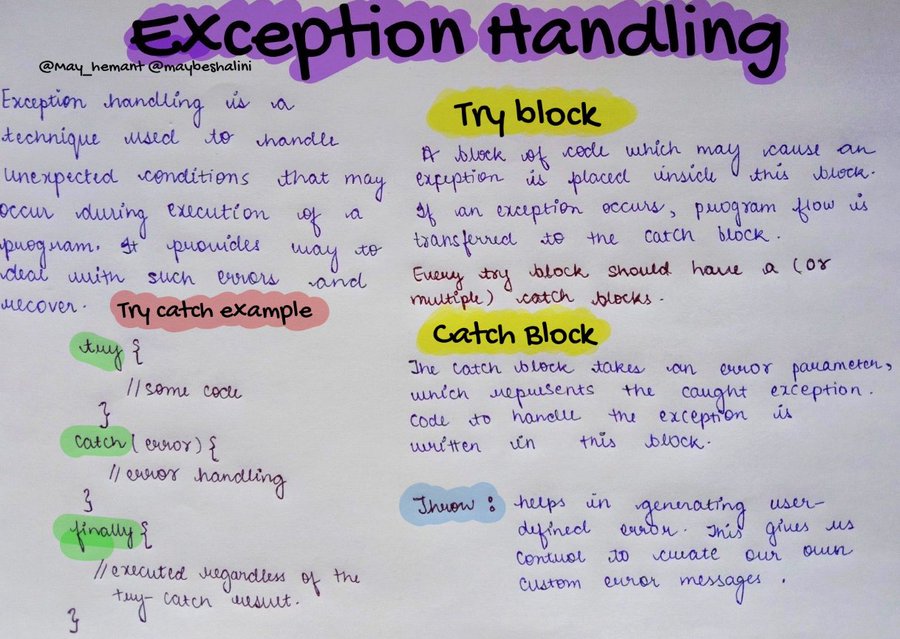 Exception Handling
@May_hemant @maybeshalini
Exception handling is a
technique used to handle
unexpected conditions that may
occur during execution of a
program. It provides way to
deal with such errors and
recover.
Try catch example
try {
//some code
}
catch(error){
//error handling
}
finally{
//executed regardless of the
try-catch result.
}
Try block
A block of code which may cause an
exception is placed inside this block.
If an exception occurs, program flow is
transferred to the catch block.
Every try block should have a (or
multiple) catch blocks.
Catch Block
The catch block takes an error parameter,
which represents the caught exception.
Code to handle the exception is
written in this block.
Throw : helps in generating user-
defined error. This gives us
control to create our own
custom error messages.